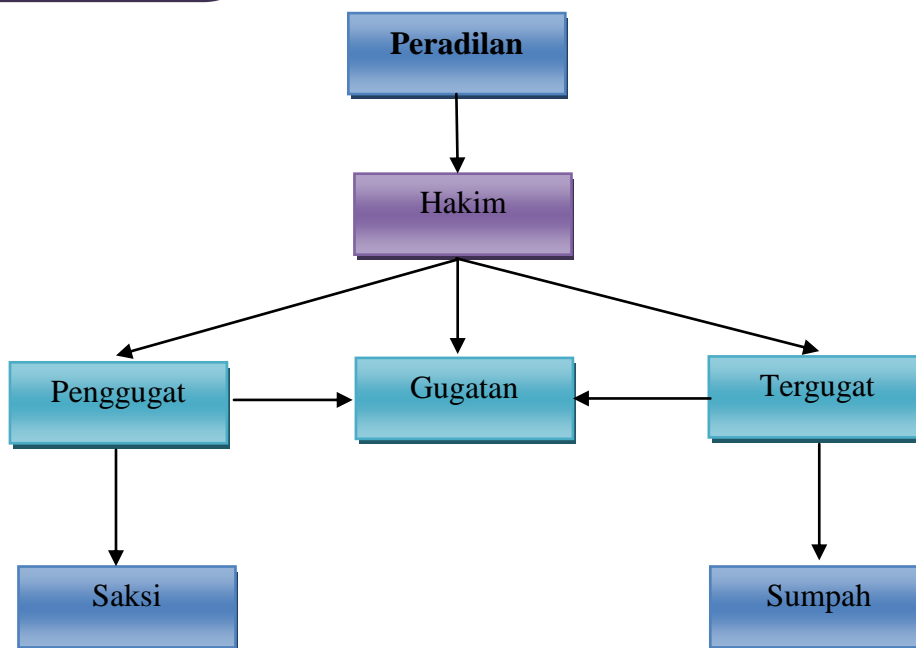 Peradilan
Hakim
Penggugat
Gugatan
Tergugat
Saksi
Sumpah